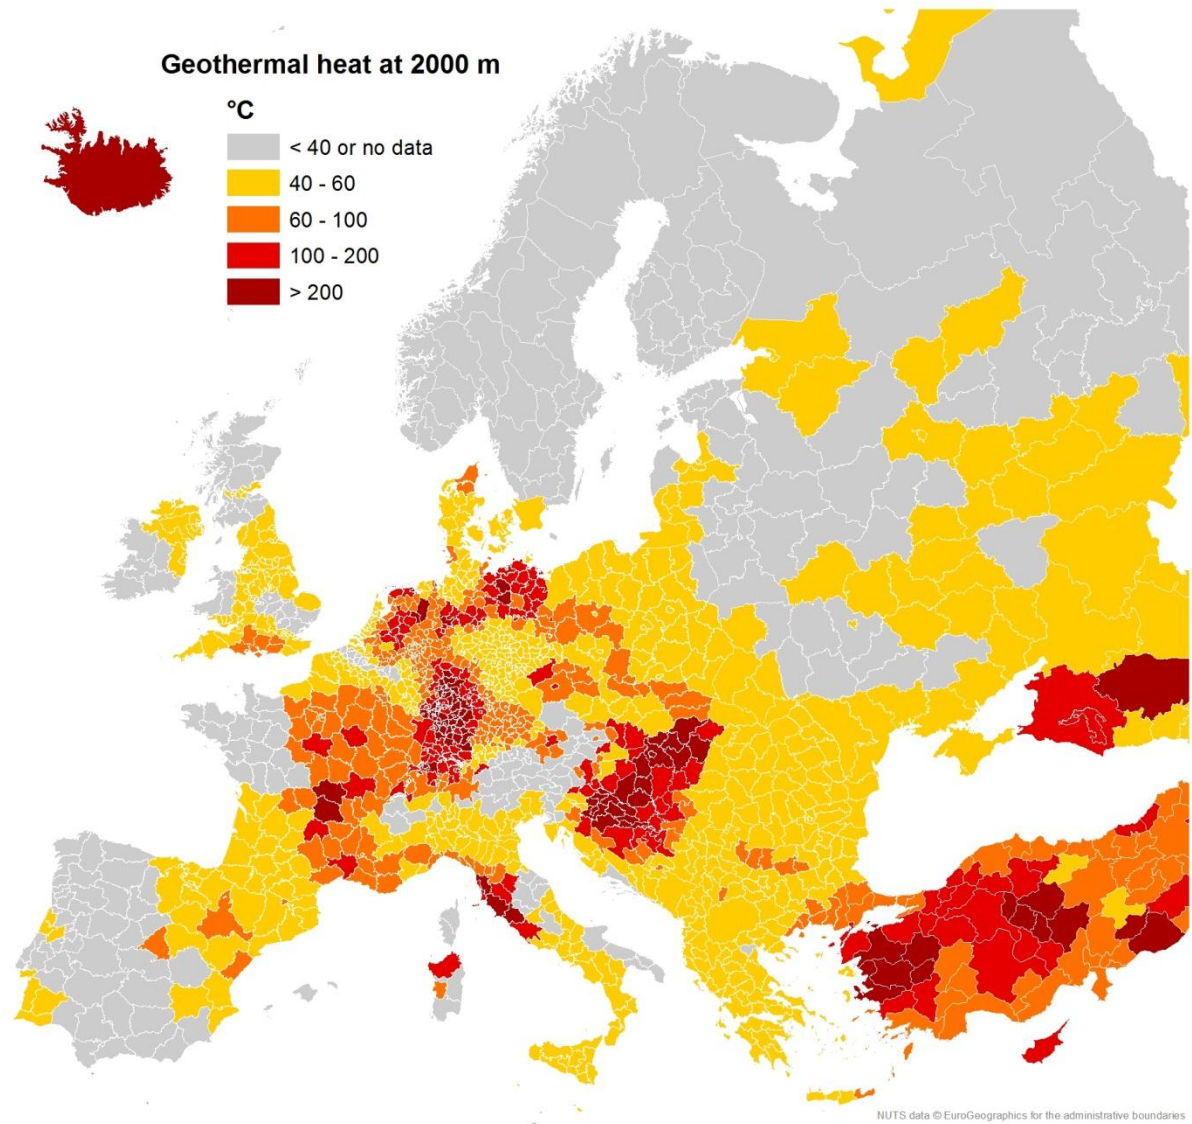 Geothermal heat at 2000 m
°C
< 40 or no data
40 - 60
60 - 100
100 - 200
> 200
NUTS data © EuroGeographics for the administrative boundaries